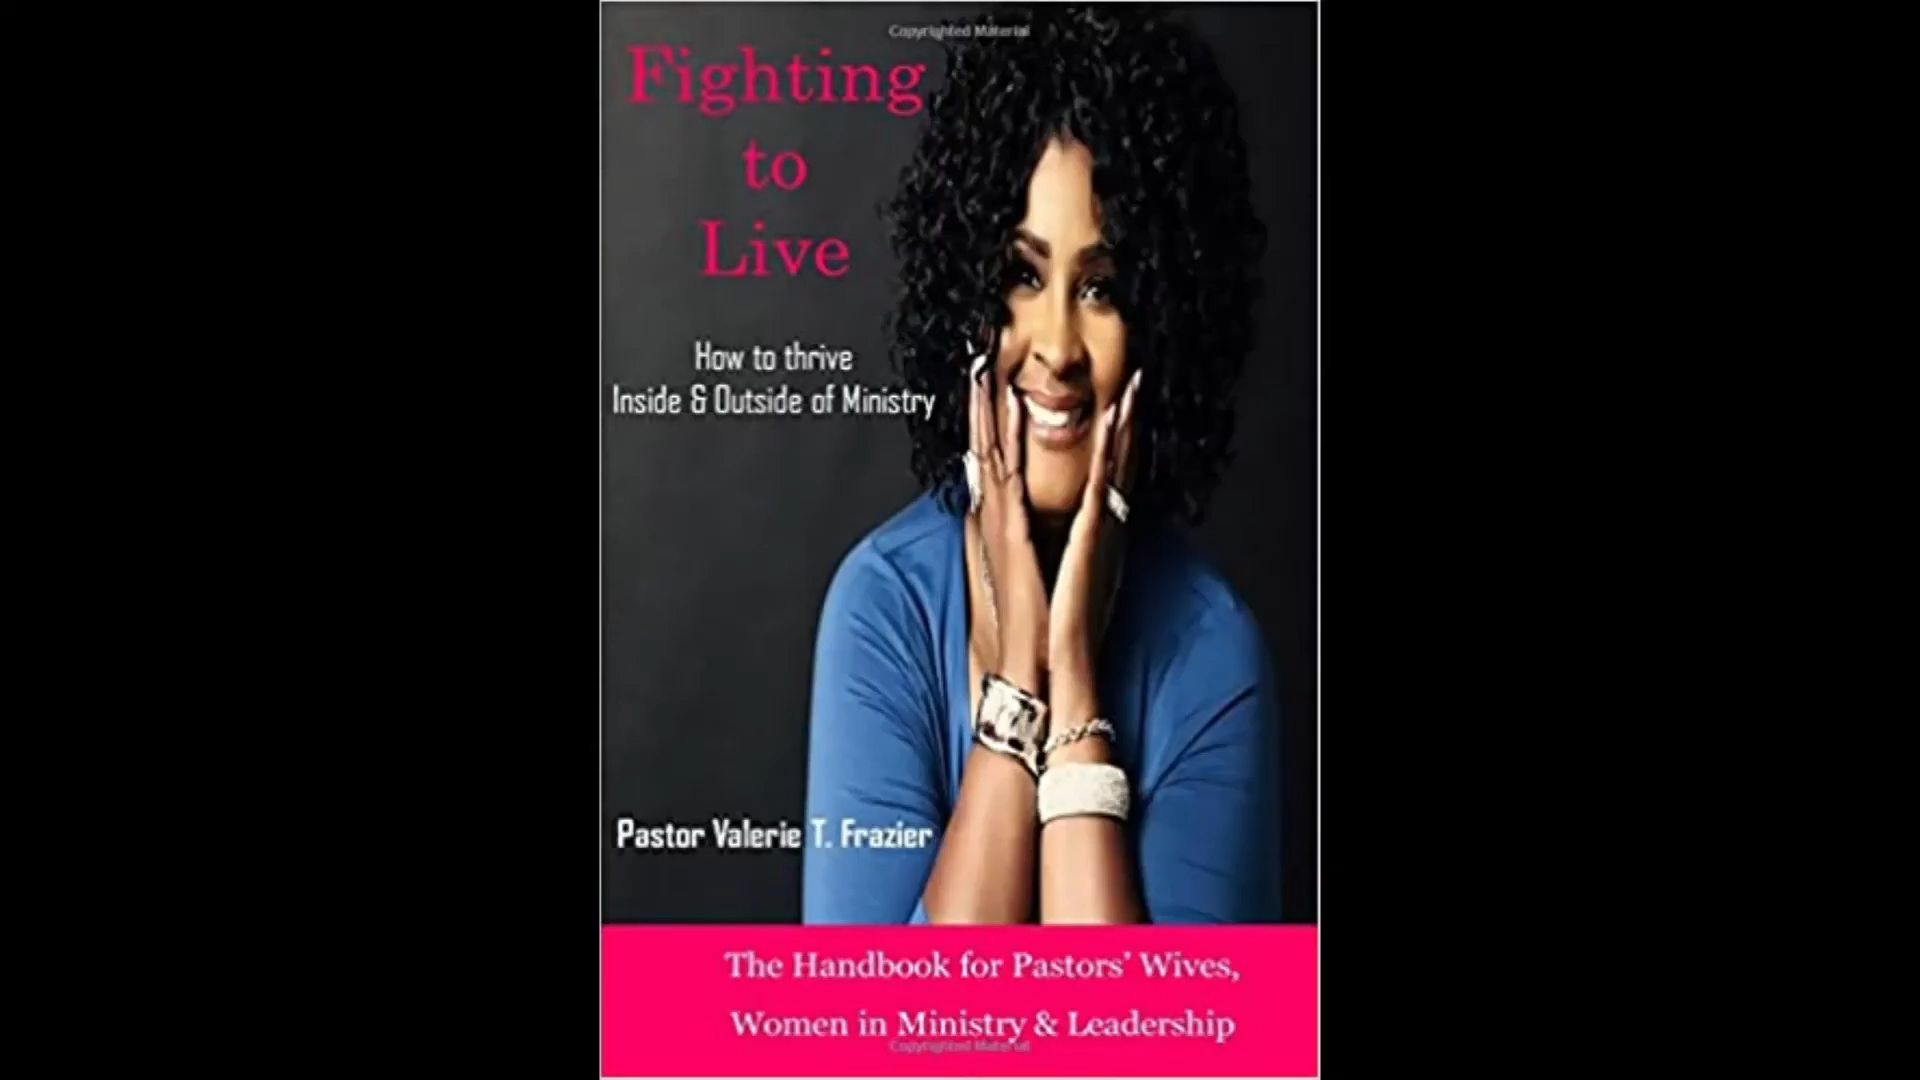 Copyrighted Material
Fighting
to
Live
How to thrive
Inside & Outside of Ministry
Pastor Valerie T. Frazier
The Handbook for Pastors' Wives,
Women in Ministry & Leadership
Copyrighted Material